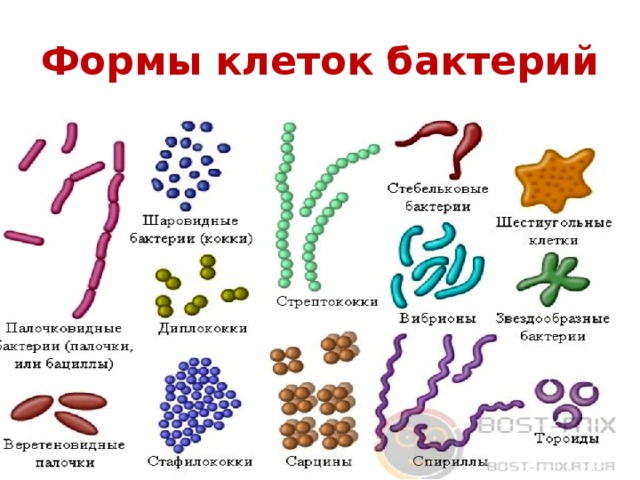 Формы клеток бактерий
Шаровидные
бактерии (кокки)
Стебельковые
бактерии
Шестиугольные
клетки
Стрептококки
Палочковидные
бактерии (палочки,
или бациллы)
Диплококки
Вибрионы
Звездообразные
бактерии
Веретеновидные
палочки
Стафилококки
Сарцины
Спириллы
Тороиды
BOST-MIX
BOST-MIX.AT.UA